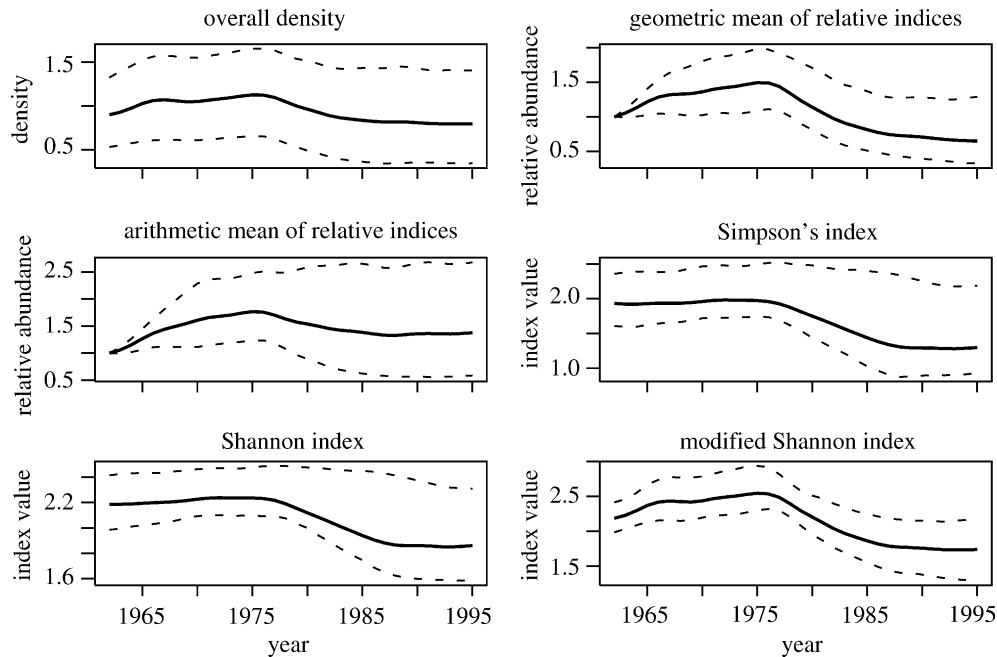 overall density
density
1.5
0.5
geometric mean of relative indices
relative abundance
1.5
0.5
arithmetic mean of relative indices
relative abundance
2.5
1.5
0.5
Simpson's index
index value
2.0
1.0
Shannon index
index value
2.2
1.6
1965 1975 1985 1995
year
modified Shannon index
index value
2.5
1.5
1965 1975 1985 1995
year